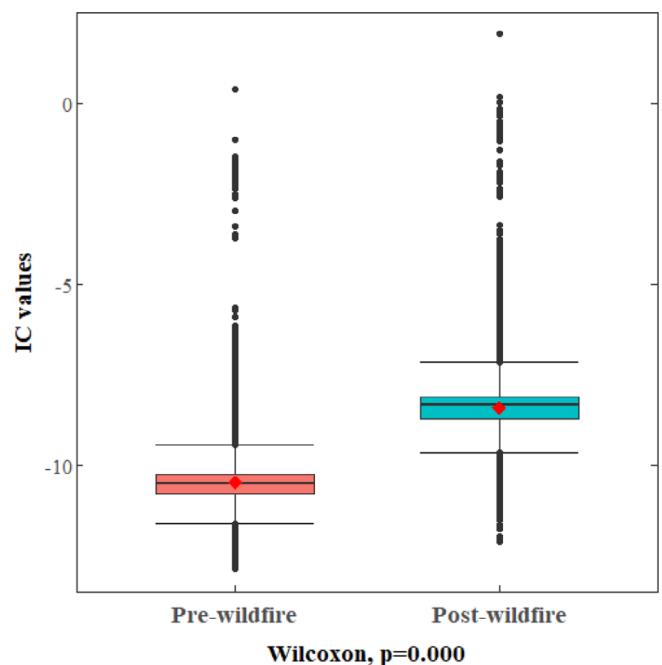 IC values
0
-5
-10
Pre-wildfire Post-wildfire
Wilcoxon, p=0.000